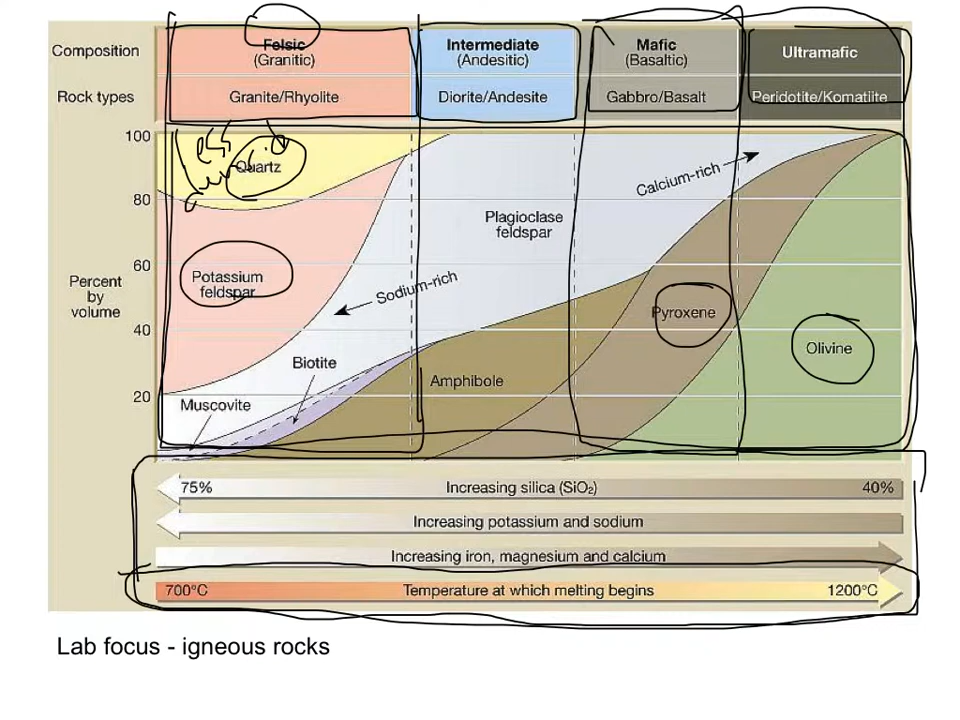 Composition
Felsic
(Granitic)
Intermediate
(Andesitic)
Mafic
(Basaltic)
Ultramafic
Rock types
Granite/Rhyolite
Diorite/Andesite
Gabbro/Basalt
Peridotite/Komatiite
100
80
60
40
20
Percent
by
volume
Quartz
Calcium-rich
Plagioclase
feldspar
Potassium
feldspar
Sodium-rich
Pyroxene
Olivine
Biotite
Amphibole
Muscovite
75% Increasing silica (SiO₂) 40%
Increasing potassium and sodium
Increasing iron, magnesium and calcium
700°C Temperature at which melting begins 1200°C
Lab focus - igneous rocks